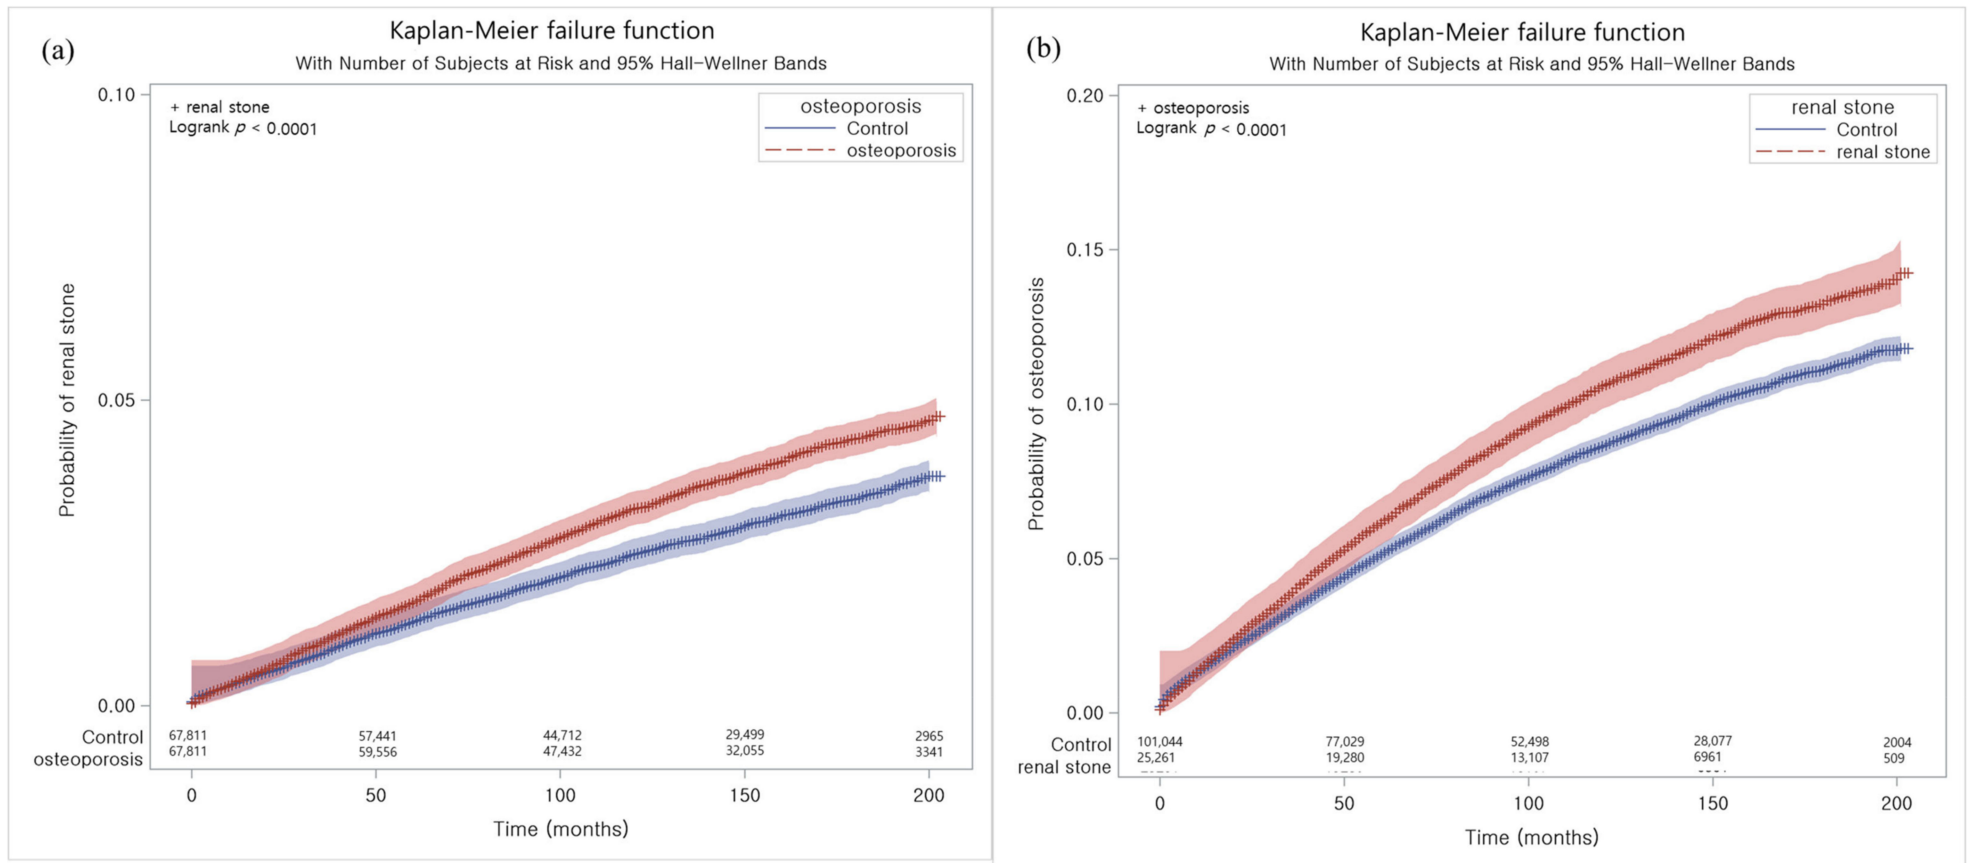 (a)
Kaplan-Meier failure function
With Number of Subjects at Risk and 95% Hall-Wellner Bands
+ renal stone
Logrank p < 0.0001
osteoporosis
Control
osteoporosis
Probability of renal stone
0.10
0.05
0.00
Control 67,811 57,441 44,712 29,499 2965
osteoporosis 67,811 59,556 47,432 32,055 3341
0 50 100 150 200
Time (months)
(b)
Kaplan-Meier failure function
With Number of Subjects at Risk and 95% Hall-Wellner Bands
+ osteoporosis
Logrank p < 0.0001
renal stone
Control
renal stone
Probability of osteoporosis
0.20
0.15
0.10
0.05
0.00
Control 101,044 77,029 52,498 28,077 2004
renal stone 25,261 19,280 13,107 6961 509
0 50 100 150 200
Time (months)